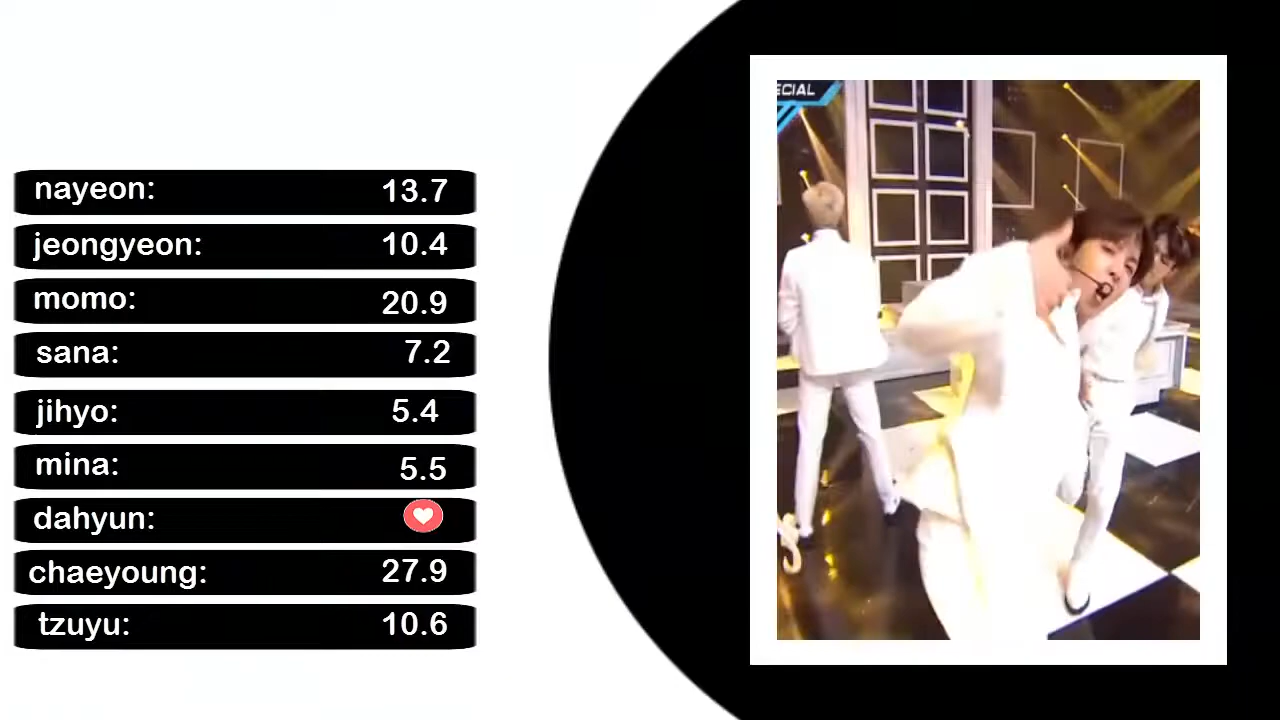 nayeon: 13.7
jeongyeon: 10.4
momo: 20.9
sana: 7.2
jihyo: 5.4
mina: 5.5
dahyun:
chaeyoung: 27.9
tzuyu: 10.6
ECIAL